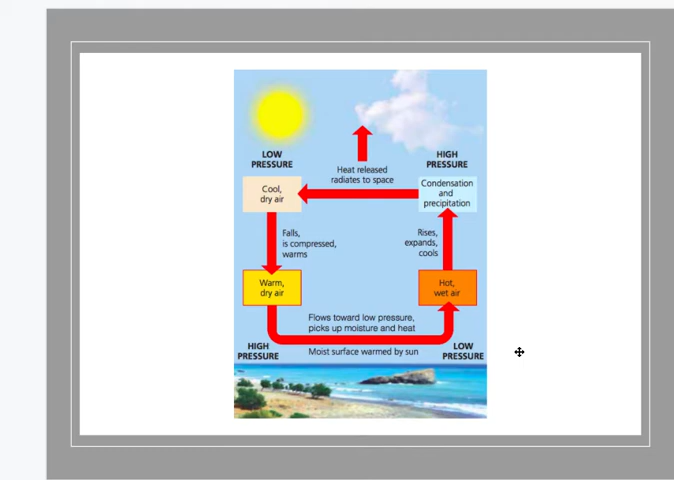 LOW
PRESSURE
HIGH
PRESSURE
Heat released
radiates to space
Cool,
dry air
Condensation
and
precipitation
Falls,
is compressed,
warms
Rises,
expands,
cools
Warm,
dry air
Hot,
wet air
Flows toward low pressure,
picks up moisture and heat
HIGH
PRESSURE
Moist surface warmed by sun
LOW
PRESSURE